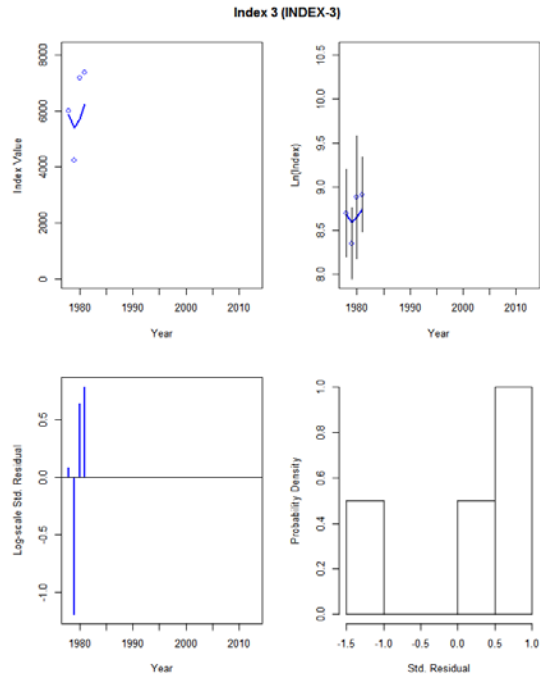 Index 3 (INDEX-3)
8000
6000
4000
2000
0
Index Value
1980 1990 2000 2010
Year
10.5
10.0
9.5
9.0
8.5
8.0
Ln(Index)
1980 1990 2000 2010
Year
0.5
0.0
-0.5
-1.0
Log-scale Std. Residual
1980 1990 2000 2010
Year
1.0
0.8
0.6
0.4
0.2
0.0
Probability Density
-1.5 -1.0 -0.5 0.0 0.5 1.0
Std. Residual